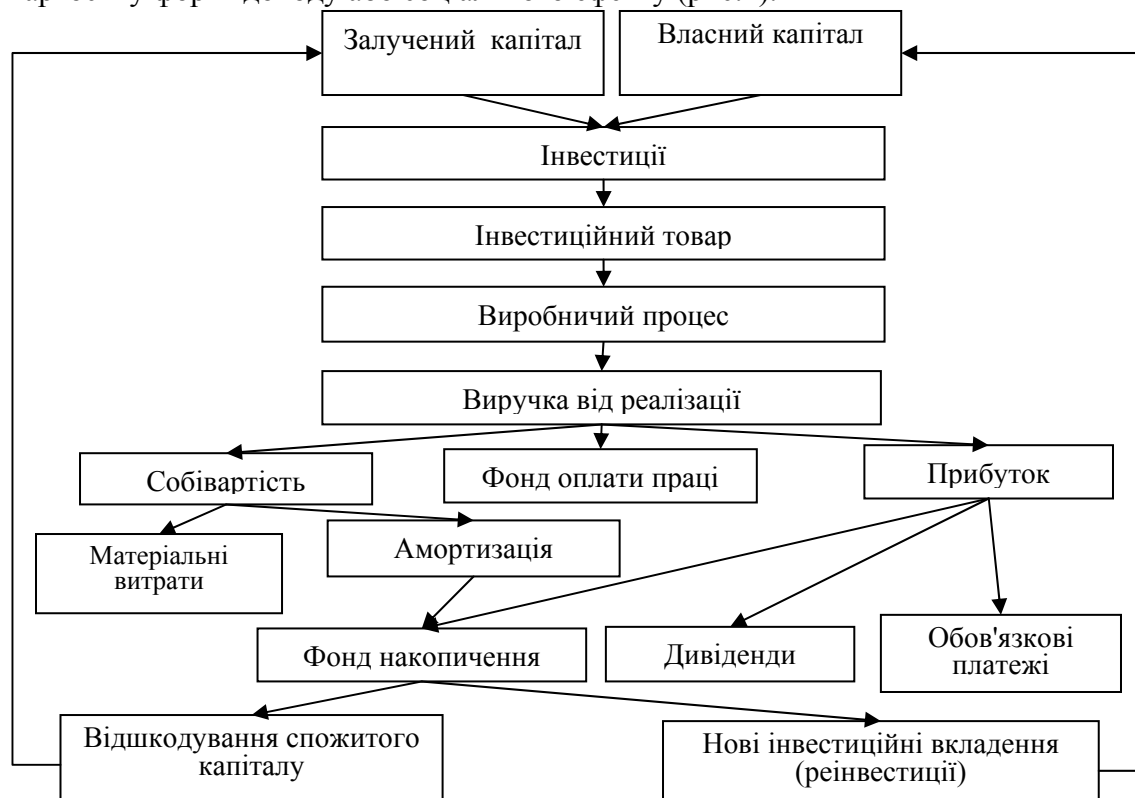 Залучений капітал
Власний капітал
Інвестиції
Інвестиційний товар
Виробничий процес
Виручка від реалізації
Собівартість
Фонд оплати праці
Прибуток
Матеріальні
витрати
Амортизація
Фонд накопичення
Дивіденди
Обов'язкові
платежі
Відшкодування спожитого
капіталу
Нові інвестиційні вкладення
(реінвестиції)